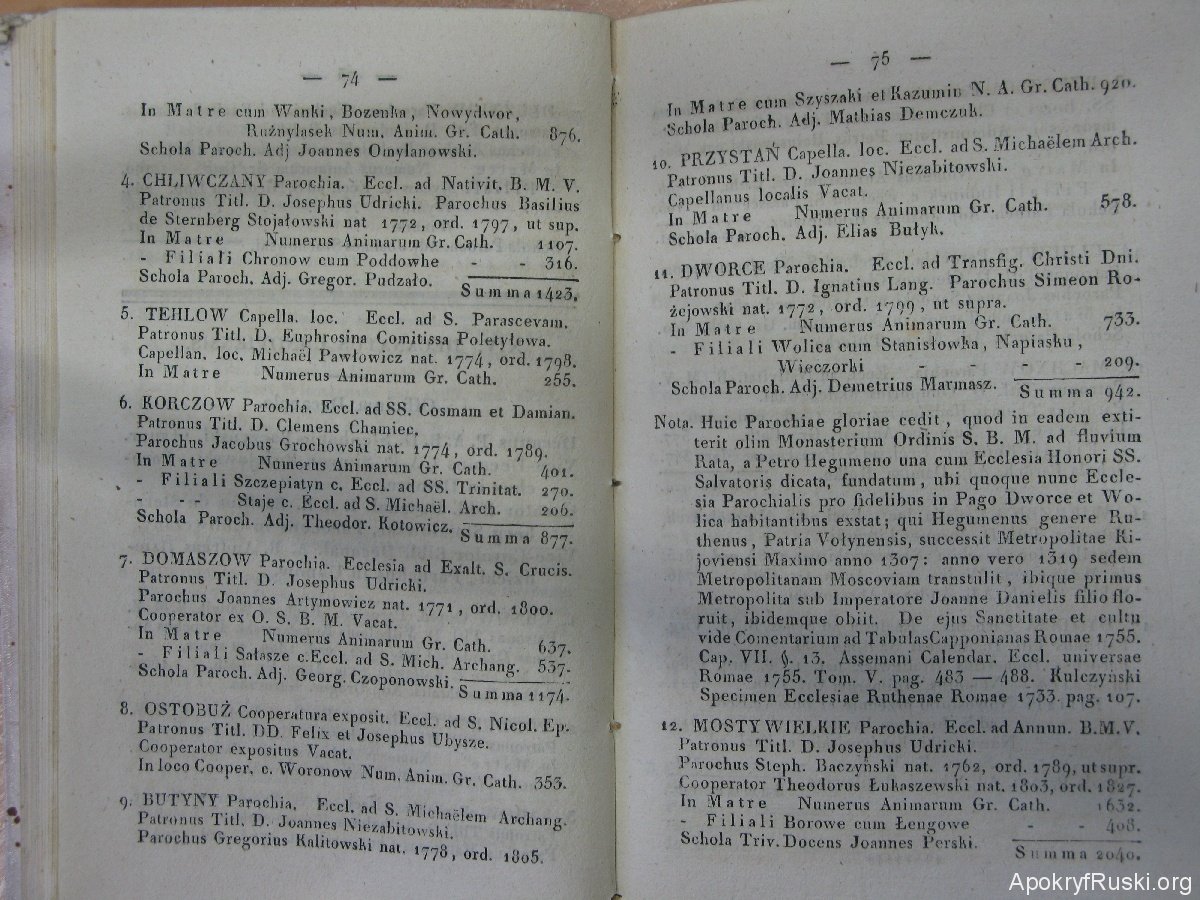 — 74 —
In Matre cum Wanki, Bozenka, Nowydwor,
Ruźnylasek Num. Anim. Gr. Cath. 876.
Schola Paroch. Adj Joannes Omylanowski.
4. CHLIWCZANY Parochia. Eccl. ad Nativit. B. M. V.
Patronus Titl. D. Josephus Udricki. Parochus Basilius
de Sternberg Stojałowski nat 1772, ord. 1797, ut sup.
In Matre Numerus Animarum Gr. Cath. 1107.
- Filiali Chronow cum Poddowhe - - 316.
Schola Paroch. Adj. Gregor. Pudzało. Summa 1423.
5. TEHLOW Capella. loc. Eccl. ad S. Parascevam.
Patronus Titl. D. Euphrosina Comitissa Poletyłowa.
Capellan. loc. Michaël Pawłowicz nat. 1774, ord. 1798.
In Matre Numerus Animarum Gr. Cath. 255.
6. KORCZOW Parochia. Eccl. ad SS. Cosmam et Damian.
Patronus Titl. D. Clemens Chamiec.
Parochus Jacobus Grochowski nat. 1774, ord. 1789.
In Matre Numerus Animarum Gr. Cath. 401.
- Filiali Szczepiatyn c. Eccl. ad SS. Trinitat. 270.
- - - Staje c. Eccl. ad S. Michaël. Arch. 206.
Schola Paroch. Adj. Theodor. Kotowicz. Summa 877.
7. DOMASZOW Parochia. Ecclesia ad Exalt. S. Crucis.
Patronus Titl. D. Josephus Udricki.
Parochus Joannes Artymowicz nat. 1771, ord. 1800.
Cooperator ex O. S. B. M. Vacat.
In Matre Numerus Animarum Gr. Cath. 637.
- Filiali Sałasze c. Eccl. ad S. Mich. Archang. 537.
Schola Paroch. Adj. Georg. Czoponowski. Summa 1174.
8. OSTOBUŻ Cooperatura exposit. Eccl. ad S. Nicol. Ep.
Patronus Titl. DD. Felix et Josephus Ubysze.
Cooperator expositus Vacat.
In loco Cooper. c. Woronow Num. Anim. Gr. Cath. 353.
9. BUTYNY Parochia. Eccl. ad S. Michaëlem Archang.
Patronus Titl. D. Joannes Niezabitowski.
Parochus Gregorius Kalitowski nat. 1778, ord. 1805.
— 75 —
In Matre cum Szyszaki et Kazumin N. A. Gr. Cath. 920.
Schola Paroch. Adj. Mathias Demczuk.
10. PRZYSTAŃ Capella. loc. Eccl. ad S. Michaëlem Arch.
Patronus Titl. D. Joannes Niezabitowski.
Capellanus localis Vacat.
In Matre Numerus Animarum Gr. Cath. 578.
Schola Paroch. Adj. Elias Bułyk.
11. DWORCE Parochia. Eccl. ad Transfig. Christi Dni.
Patronus Titl. D. Ignatius Lang. Parochus Simeon Ro-
żejowski nat. 1772, ord. 1799, ut supra.
In Matre Numerus Animarum Gr. Cath. 733.
- Filiali Wolica cum Stanisłowka, Napiasku,
Wieczorki - - - - 209.
Schola Paroch. Adj. Demetrius Marmasz. Summa 942.
Nota. Huic Parochiae gloriae cedit, quod in eadem exti-
terit olim Monasterium Ordinis S. B. M. ad fluvium
Rata, a Petro Hegumeno una cum Ecclesia Honori SS.
Salvatoris dicata, fundatum, ubi quoque nunc Eccle-
sia Parochialis pro fidelibus in Pago Dworce et Wo-
lica habitantibus exstat; qui Hegumenus genere Ru-
thenus, Patria Vołynensis, successit Metropolitae Ki-
joviensi Maximo anno 1307: anno vero 1319 sedem
Metropolitanam Moscoviam transtulit, ibique primus
Metropolita sub Imperatore Joanne Danielis filio flo-
ruit, ibidemque obiit. De ejus Sanctitate et cultu
vide Comentarium ad Tabulas Capponianas Romae 1755.
Cap. VII. §. 13. Assemani Calendar. Eccl. universae
Romae 1755. Tom. V. pag. 483 — 488. Kulczyński
Specimen Ecclesiae Ruthenae Romae 1733. pag. 107.
12. MOSTY WIELKIE Parochia. Eccl. ad Annun. B.M.V.
Patronus Titl. D. Josephus Udricki.
Parochus Steph. Baczyński nat. 1762, ord. 1789, ut supr.
Cooperator Theodorus Łukaszewski nat. 1803, ord. 1827.
In Matre Numerus Animarum Gr. Cath. 1632.
- Filiali Borowe cum Łengowe - - 408.
Schola Triv. Docens Joannes Perski. Summa 2040.
ApokryfRuski.org